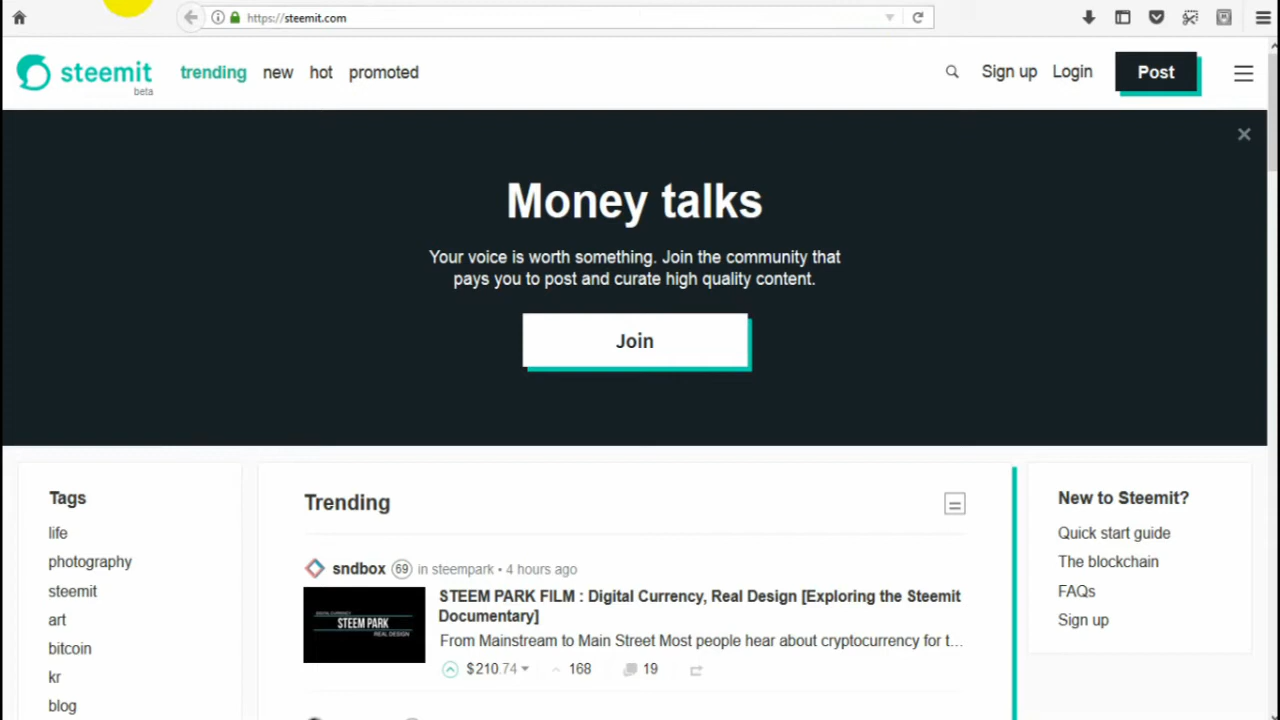 https://steemit.com
steemit
beta
trending new hot promoted
Sign up Login Post
Money talks
Your voice is worth something. Join the community that
pays you to post and curate high quality content.
Join
Tags
life
photography
steemit
art
bitcoin
kr
blog
Trending
sndbox 69 in steempark • 4 hours ago
DIGITAL CURRENCY,
STEEM PARK
REAL DESIGN
STEEM PARK FILM : Digital Currency, Real Design [Exploring the Steemit
Documentary]
From Mainstream to Main Street Most people hear about cryptocurrency for t…
$210.74 168 19
New to Steemit?
Quick start guide
The blockchain
FAQs
Sign up